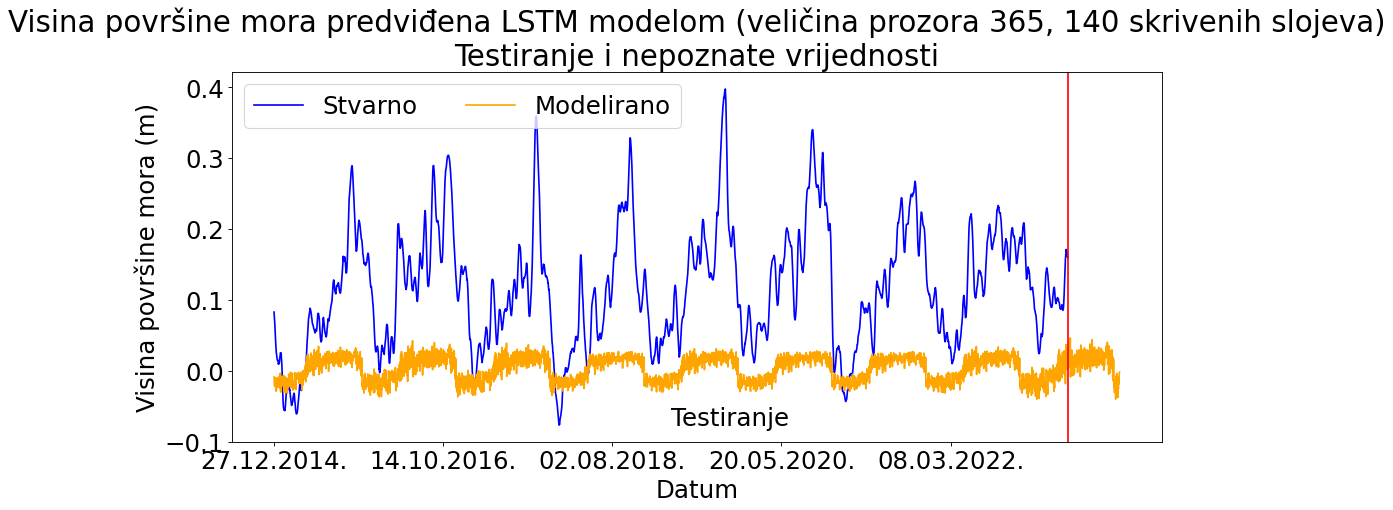 Visina površine mora predviđena LSTM modelom (veličina prozora 365, 140 skrivenih slojeva)
Testiranje i nepoznate vrijednosti
Stvarno
Modelirano
Visina površine mora (m)
0.4
0.3
0.2
0.1
0.0
−0.1
Testiranje
27.12.2014.
14.10.2016.
02.08.2018.
20.05.2020.
08.03.2022.
Datum